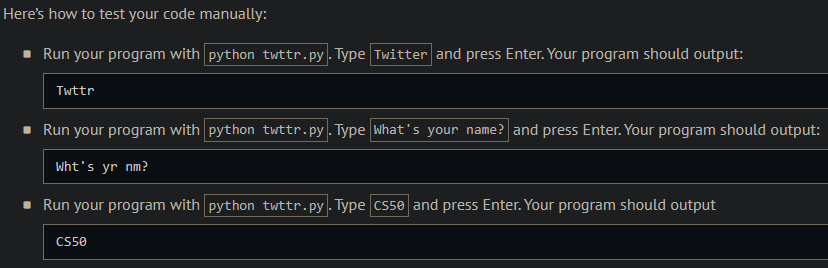 Here's how to test your code manually:
Run your program with python twttr.py. Type Twitter and press Enter. Your program should output:
Twttr
Run your program with python twttr.py. Type What's your name? and press Enter. Your program should output:
Wht's yr nm?
Run your program with python twttr.py. Type CS50 and press Enter. Your program should output
CS50